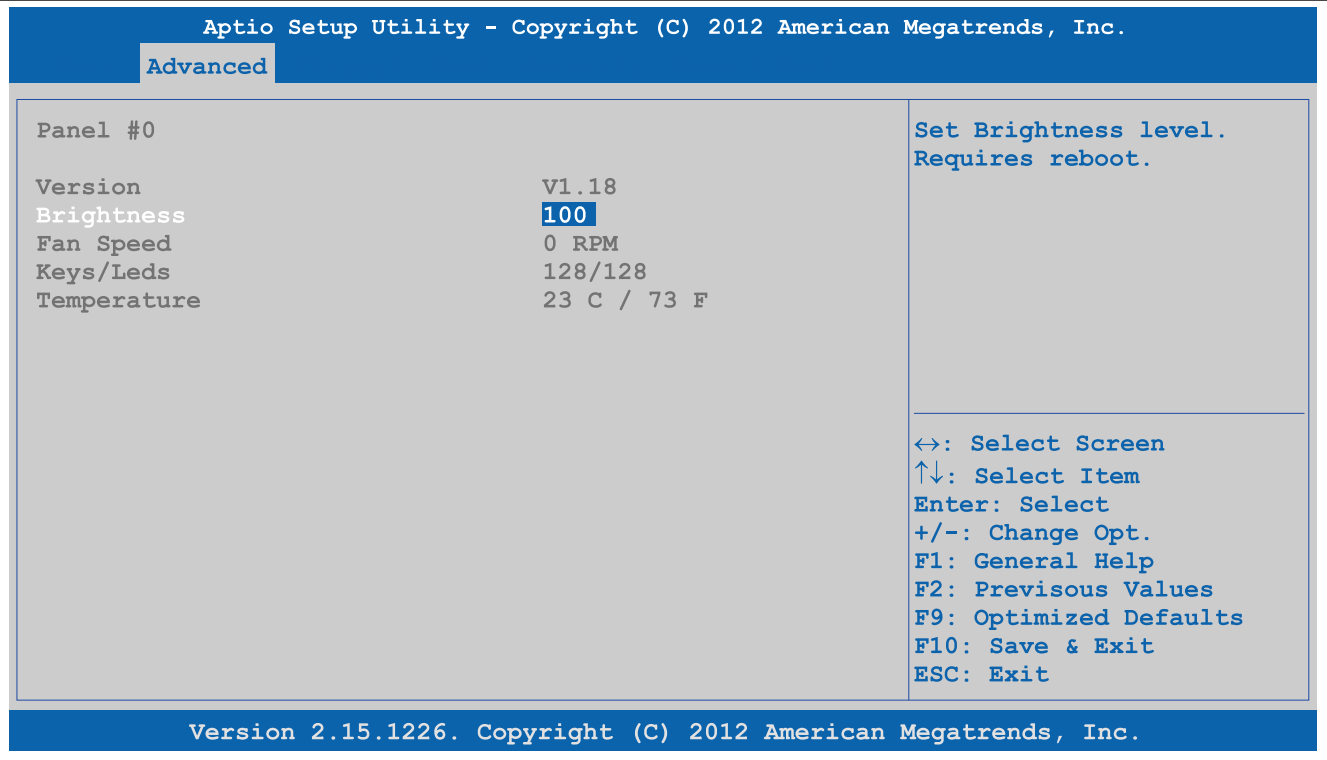 Aptio Setup Utility - Copyright (C) 2012 American Megatrends, Inc.
Advanced
Panel #0
Version V1.18
Brightness 100
Fan Speed 0 RPM
Keys/Leds 128/128
Temperature 23 C / 73 F
Set Brightness level.
Requires reboot.
↔: Select Screen
↑↓: Select Item
Enter: Select
+/-: Change Opt.
F1: General Help
F2: Previsous Values
F9: Optimized Defaults
F10: Save & Exit
ESC: Exit
Version 2.15.1226. Copyright (C) 2012 American Megatrends, Inc.